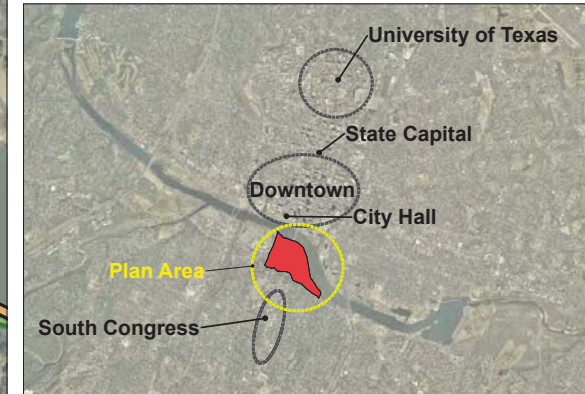 University of Texas
State Capital
Downtown
City Hall
Plan Area
South Congress